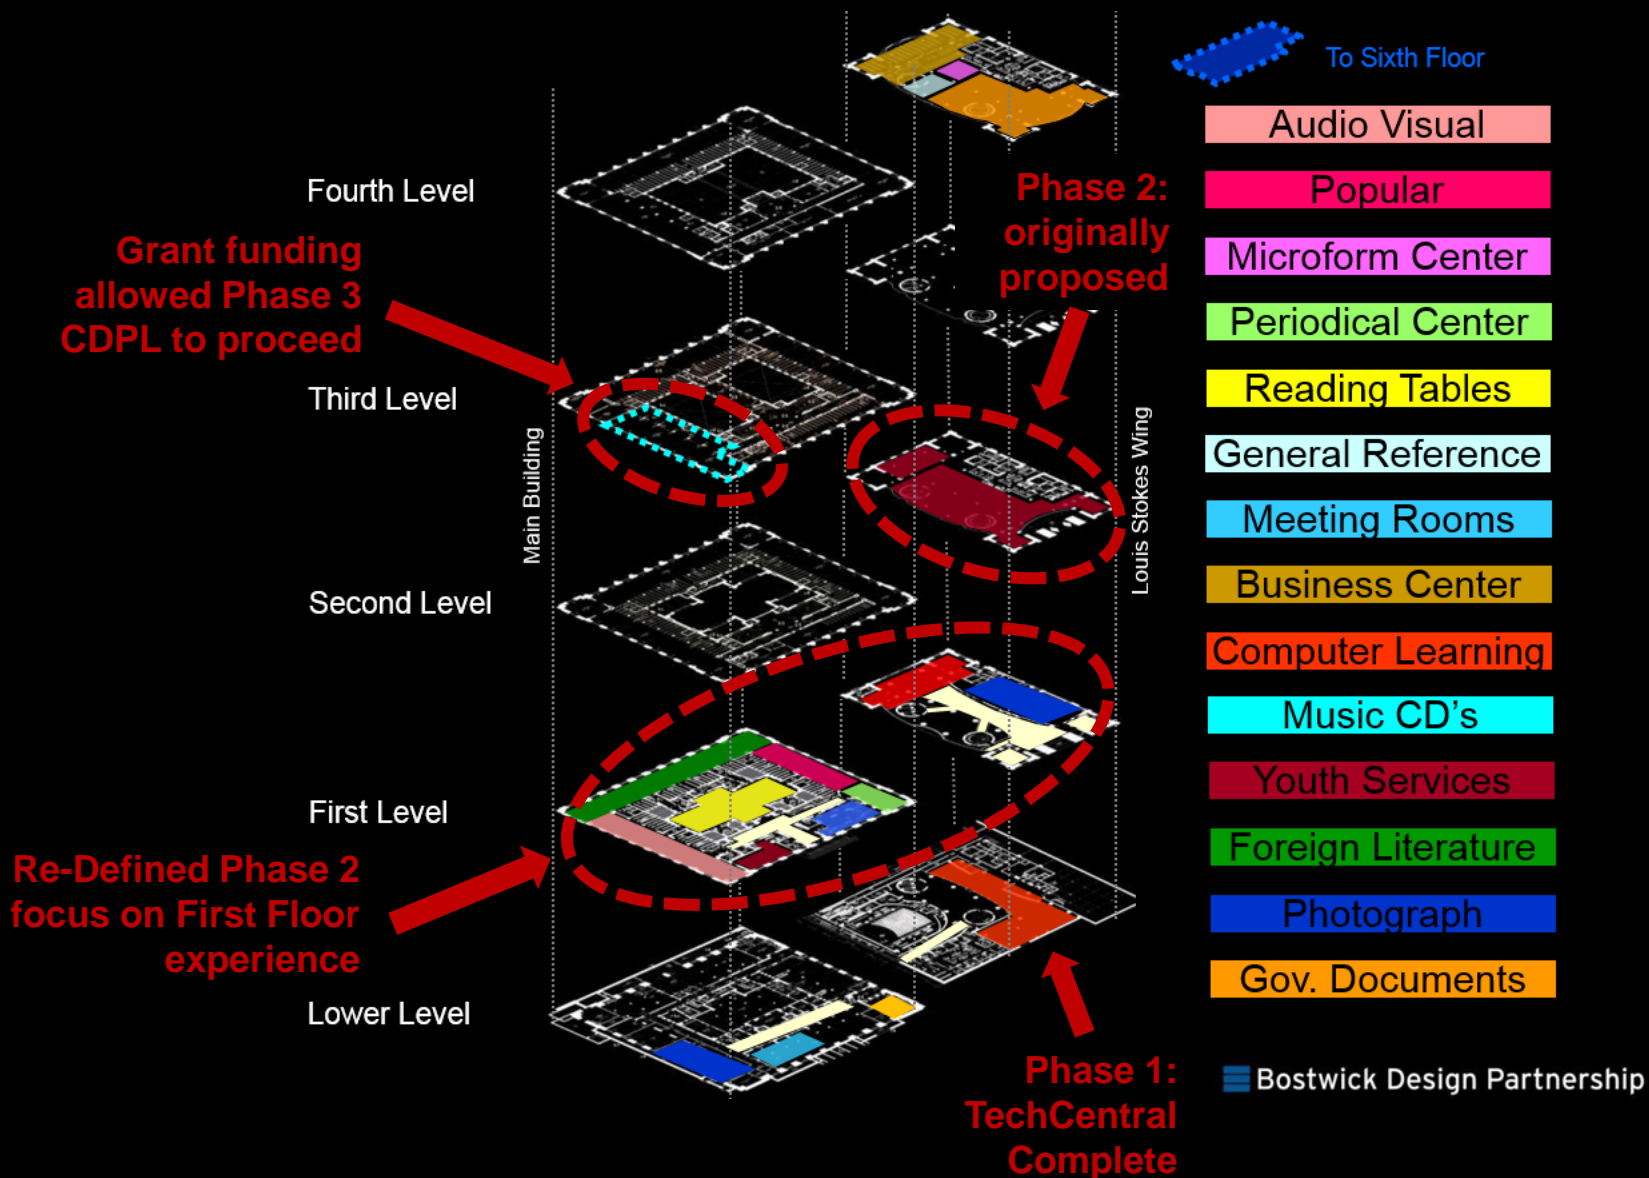 To Sixth Floor
Audio Visual
Popular
Microform Center
Periodical Center
Reading Tables
General Reference
Meeting Rooms
Business Center
Computer Learning
Music CD's
Youth Services
Foreign Literature
Photograph
Gov. Documents
Fourth Level
Grant funding
allowed Phase 3
CDPL to proceed
Third Level
Main Building
Phase 2:
originally
proposed
Louis Stokes Wing
Second Level
First Level
Re-Defined Phase 2
focus on First Floor
experience
Lower Level
Phase 1:
TechCentral
Complete
Bostwick Design Partnership